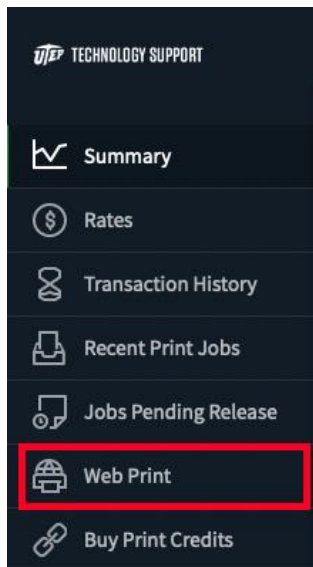 UTEP TECHNOLOGY SUPPORT
Summary
Rates
Transaction History
Recent Print Jobs
Jobs Pending Release
Web Print
Buy Print Credits